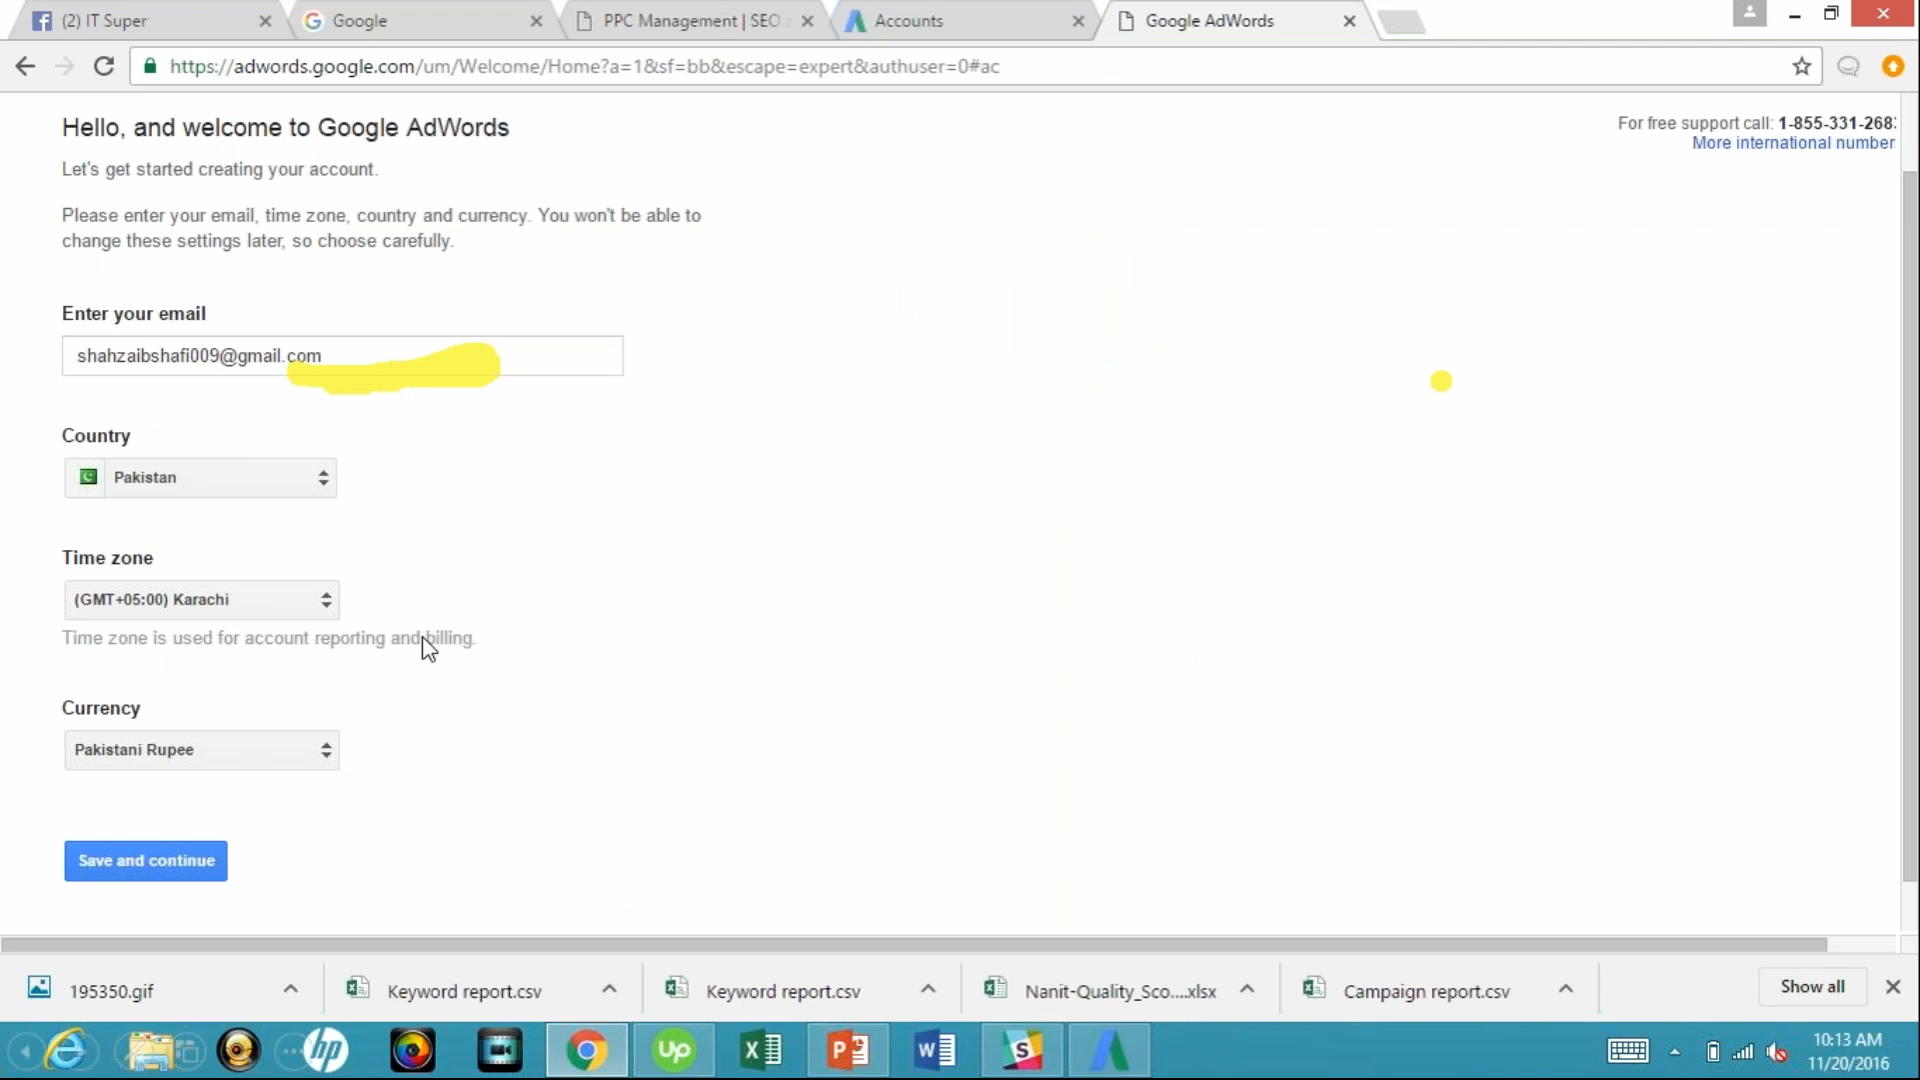 (2) IT Super
Google
PPC Management | SEO
Accounts
Google AdWords
https://adwords.google.com/um/Welcome/Home?a=1&sf=bb&escape=expert&authuser=0#ac
Hello, and welcome to Google AdWords
For free support call: 1-855-331-268
More international number
Let's get started creating your account.
Please enter your email, time zone, country and currency. You won't be able to
change these settings later, so choose carefully.
Enter your email
shahzaibshafi009@gmail.com
Country
Pakistan
Time zone
(GMT+05:00) Karachi
Time zone is used for account reporting and billing.
Currency
Pakistani Rupee
Save and continue
195350.gif
Keyword report.csv
Keyword report.csv
Nanit-Quality_Sco....xlsx
Campaign report.csv
Show all
hp
Up
10:13 AM
11/20/2016